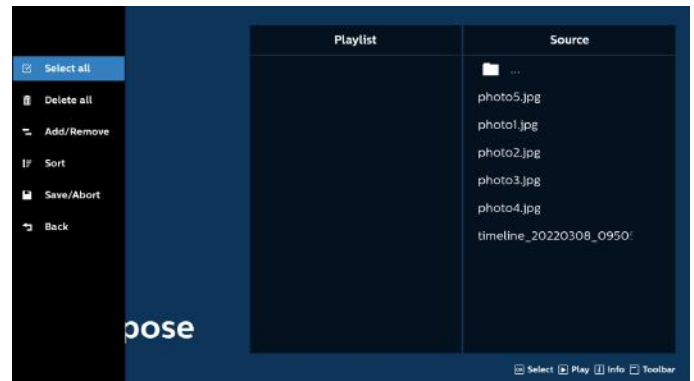 Playlist
Source
Select all
Delete all
Add/Remove
Sort
Save/Abort
Back
...
photo5.jpg
photo1.jpg
photo2.jpg
photo3.jpg
photo4.jpg
timeline_20220308_0950
pose
Select Play Info Toolbar